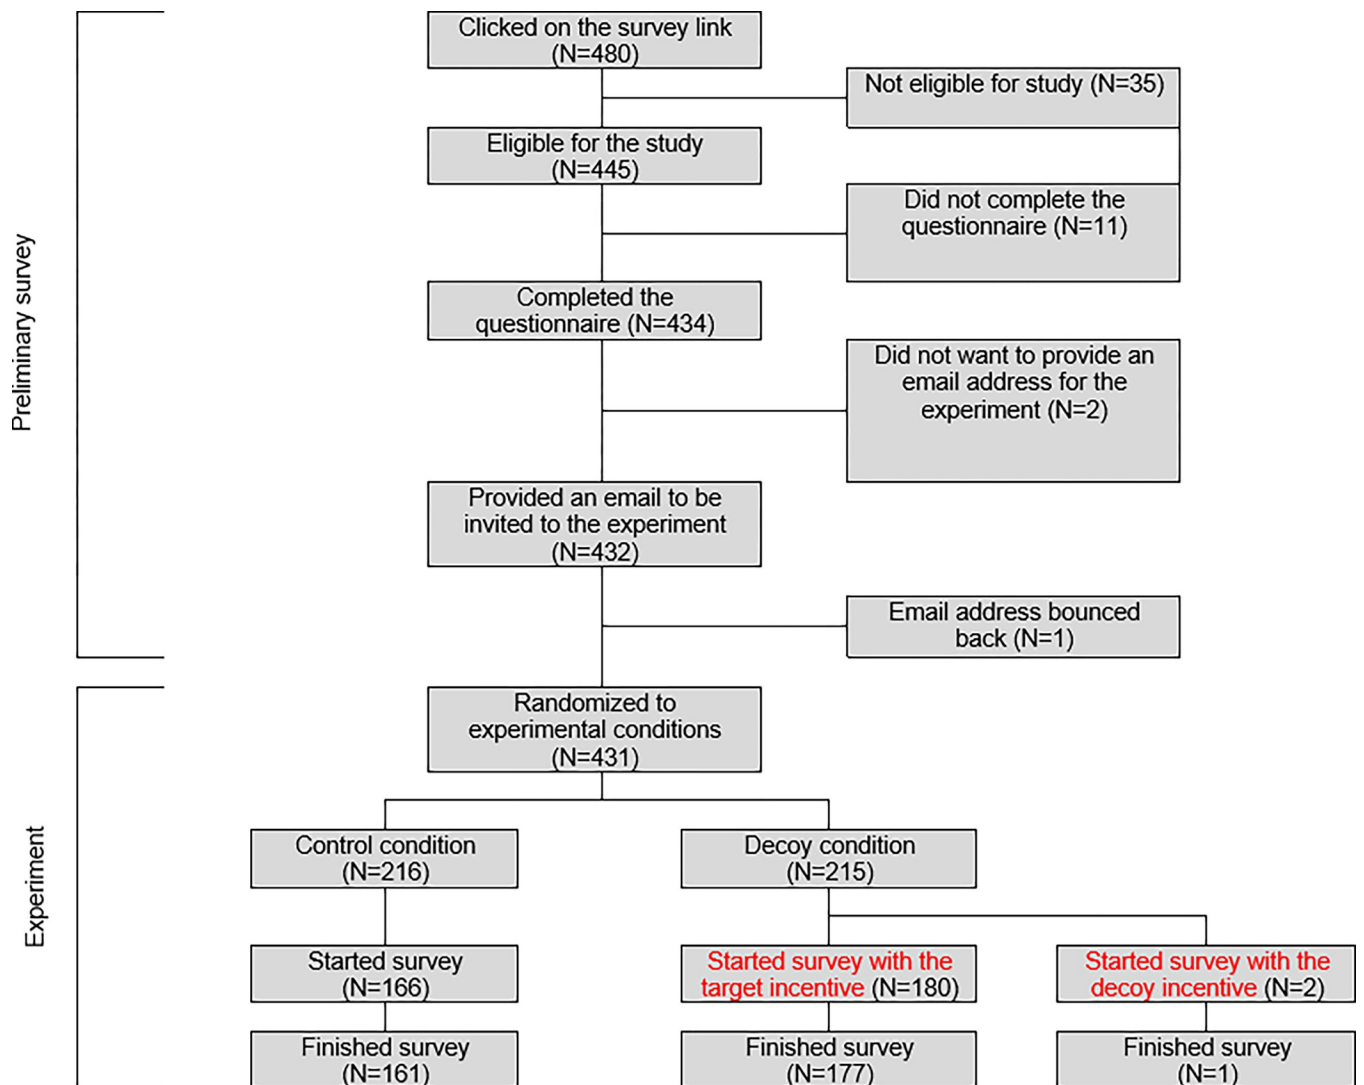 Clicked on the survey link
(N=480)
Not eligible for study (N=35)
Eligible for the study
(N=445)
Did not complete the
questionnaire (N=11)
Preliminary survey
Completed the
questionnaire (N=434)
Did not want to provide an
email address for the
experiment (N=2)
Provided an email to be
invited to the experiment
(N=432)
Email address bounced
back (N=1)
Randomized to
experimental conditions
(N=431)
Experiment
Control condition
(N=216)
Decoy condition
(N=215)
Started survey
(N=166)
Started survey with the
target incentive (N=180)
Started survey with the
decoy incentive (N=2)
Finished survey
(N=161)
Finished survey
(N=177)
Finished survey
(N=1)